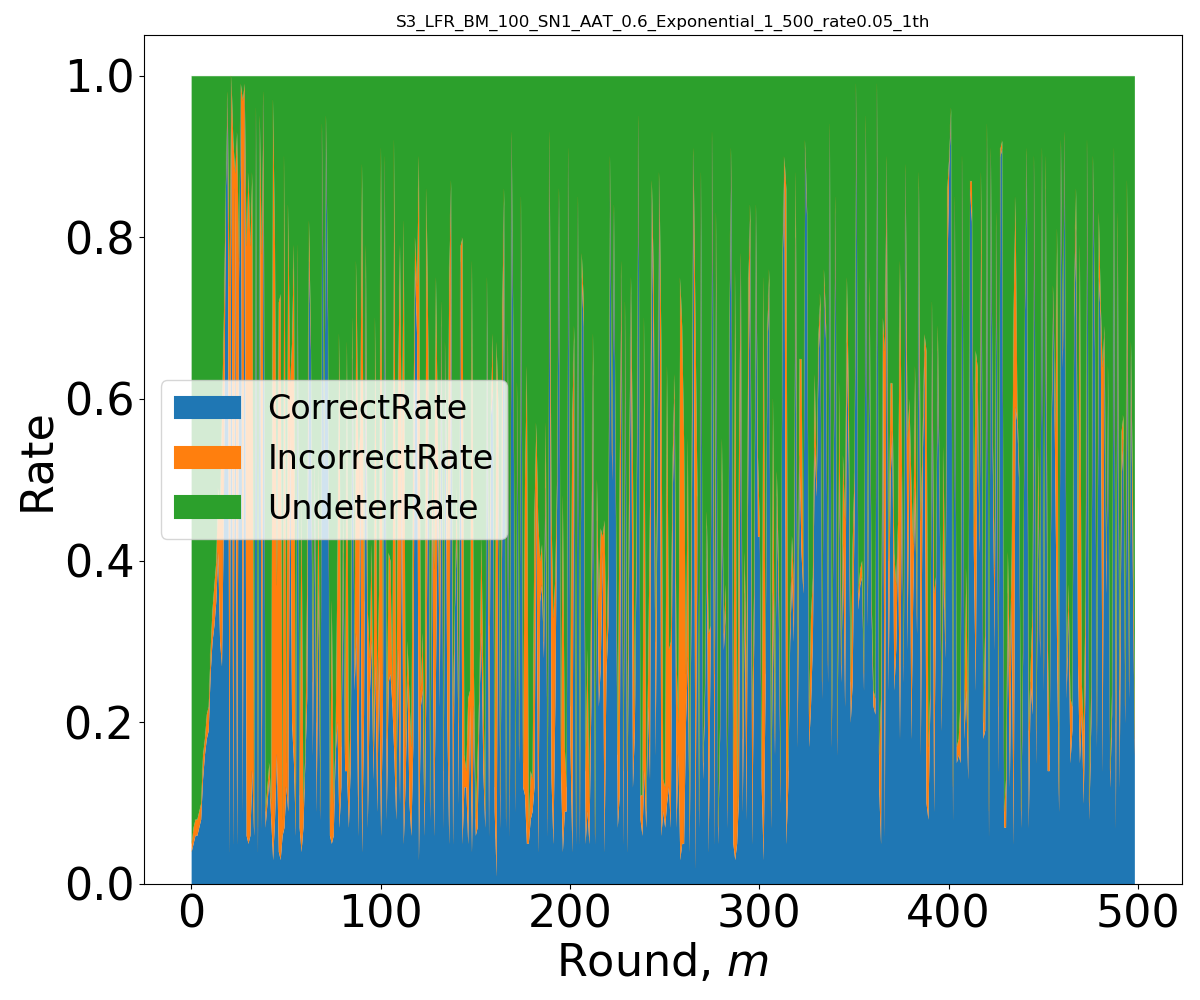 S3_LFR_BM_100_SN1_AAT_0.6_Exponential_1_500_rate0.05_1th
1.0
0.8
0.6
0.4
0.2
0.0
Rate
CorrectRate
IncorrectRate
UndeterRate
0 100 200 300 400 500
Round, m